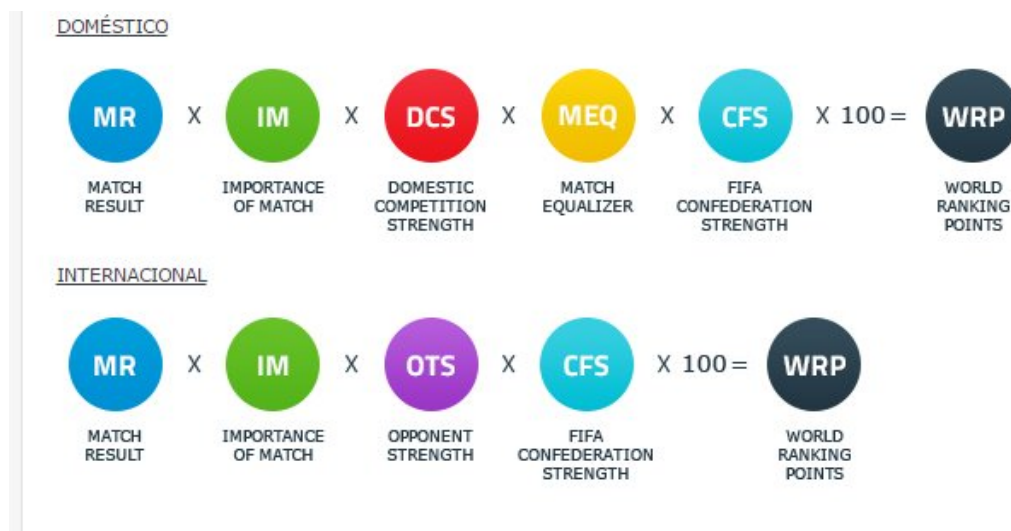 DOMÉSTICO
MR X IM X DCS X MEQ X CFS X 100 = WRP
MATCH RESULT IMPORTANCE OF MATCH DOMESTIC COMPETITION STRENGTH MATCH EQUALIZER FIFA CONFEDERATION STRENGTH WORLD RANKING POINTS
INTERNACIONAL
MR X IM X OTS X CFS X 100 = WRP
MATCH RESULT IMPORTANCE OF MATCH OPPONENT STRENGTH FIFA CONFEDERATION STRENGTH WORLD RANKING POINTS